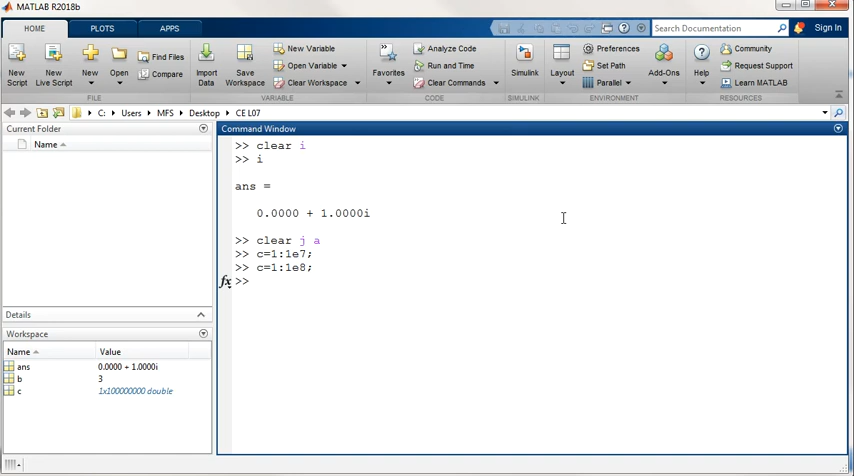 MATLAB R2018b
HOME
PLOTS
APPS
Search Documentation
Sign In
New Script
New Live Script
New
Open
Find Files
Compare
Import Data
Save Workspace
New Variable
Open Variable
Clear Workspace
Favorites
Analyze Code
Run and Time
Clear Commands
Simulink
Layout
Preferences
Set Path
Parallel
Add-Ons
Help
Community
Request Support
Learn MATLAB
FILE
VARIABLE
CODE
SIMULINK
ENVIRONMENT
RESOURCES
C: Users MFS Desktop CE L07
Current Folder
Name
Details
Workspace
Name Value
ans 0.0000 + 1.0000i
b 3
c 1x100000000 double
Command Window
>> clear i
>> i
ans =
0.0000 + 1.0000i
>> clear j a
>> c=1:1e7;
>> c=1:1e8;
fx >>